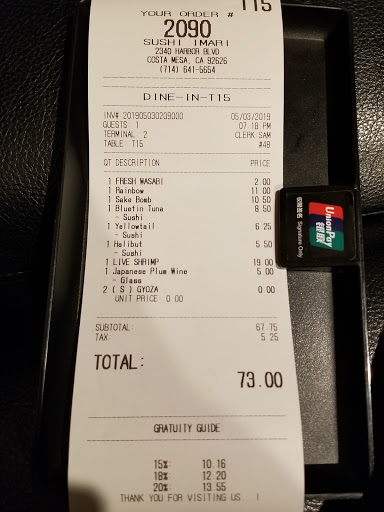 T15
YOUR ORDER #
2090
SUSHI IMARI
2340 HARBOR BLVD
COSTA MESA, CA 92626
(714) 641-5654
DINE-IN-T15
INV# 201905030209000 05/03/2019
GUESTS 1 07:18 PM
TERMINAL: 2 CLERK SAM
TABLE: T15 #48
QT DESCRIPTION PRICE
1 FRESH WASABI 2.00
1 Rainbow 11.00
1 Sake Bomb 10.50
1 Bluefin Tuna 8.50
- Sushi
1 Yellowtail 6.25
- Sushi
1 Halibut 5.50
- Sushi
1 LIVE SHRIMP 19.00
1 Japanese Plum Wine 5.00
- Glass
2 ( S ) GYOZA 0.00
UNIT PRICE 0.00
SUBTOTAL: 67.75
TAX 5.25
TOTAL:
73.00
GRATUITY GUIDE
15%: 10.16
18%: 12.20
20%: 13.55
THANK YOU FOR VISITING US !
UnionPay
银联
Signature Only